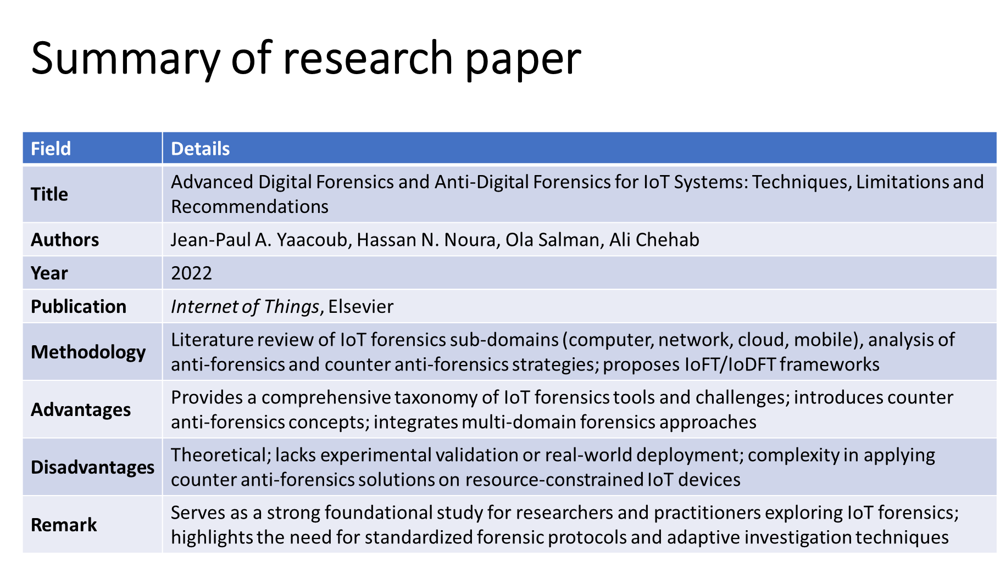 Summary of research paper
Field Details
Title
Advanced Digital Forensics and Anti-Digital Forensics for IoT Systems: Techniques, Limitations and
Recommendations
Authors Jean-Paul A. Yaacoub, Hassan N. Noura, Ola Salman, Ali Chehab
Year 2022
Publication Internet of Things, Elsevier
Methodology
Literature review of IoT forensics sub-domains (computer, network, cloud, mobile), analysis of
anti-forensics and counter anti-forensics strategies; proposes IoFT/IoDFT frameworks
Advantages
Provides a comprehensive taxonomy of IoT forensics tools and challenges; introduces counter
anti-forensics concepts; integrates multi-domain forensics approaches
Disadvantages
Theoretical; lacks experimental validation or real-world deployment; complexity in applying
counter anti-forensics solutions on resource-constrained IoT devices
Remark
Serves as a strong foundational study for researchers and practitioners exploring IoT forensics;
highlights the need for standardized forensic protocols and adaptive investigation techniques